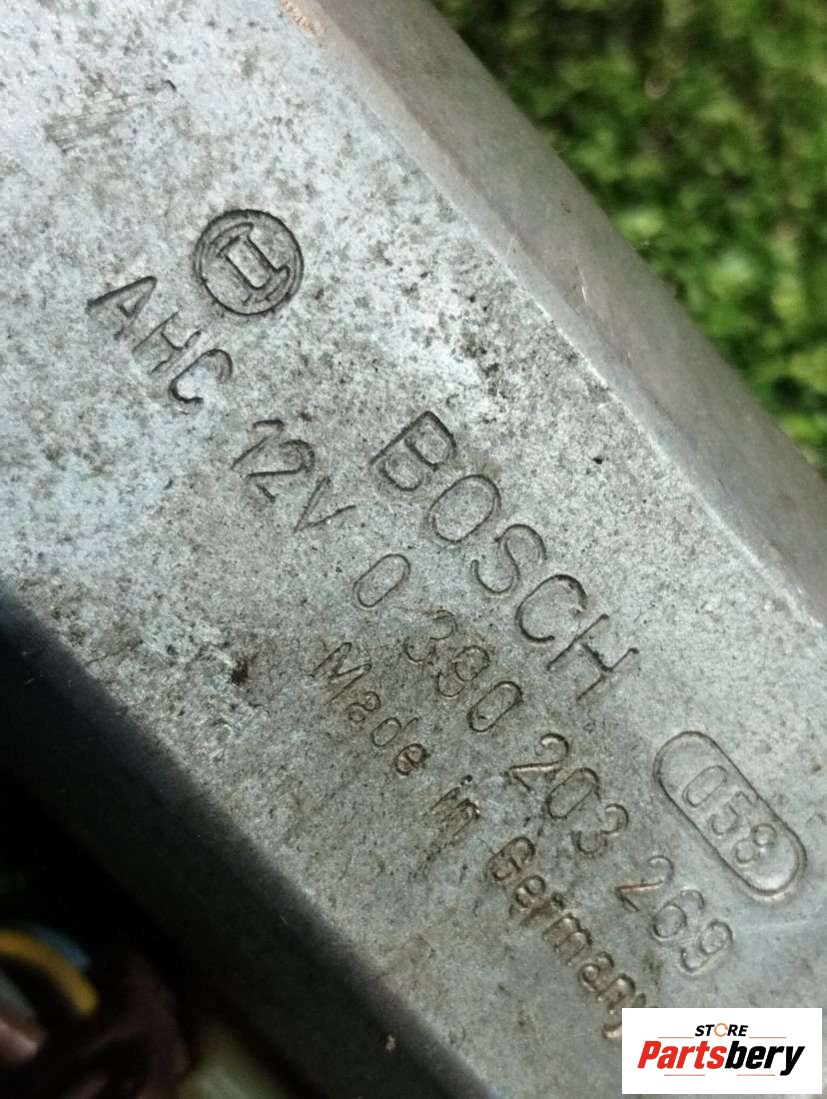 BOSCH
AHC 12V 0 390 203 269
Made in Germany
058
STORE
Partsbery